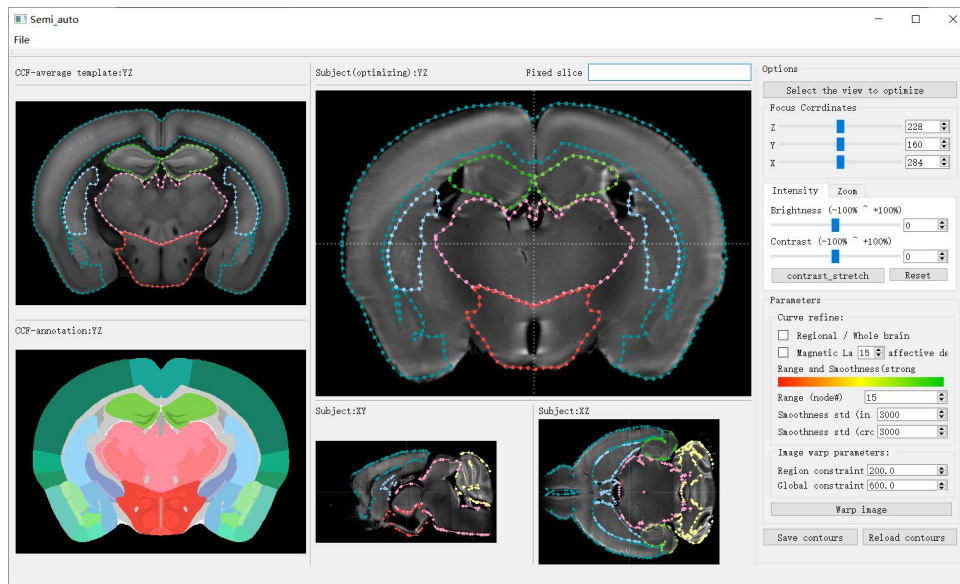 Semi_auto
File
CCF-average template:YZ
Subject(optimizing):YZ
Fixed slice
CCF-annotation:YZ
Subject:XY
Subject:XZ
Options
Select the view to optimize
Focus Corrdinates
Z 228
Y 160
X 284
Intensity Zoom
Brightness (-100% ~ +100%)
0
Contrast (-100% ~ +100%)
0
contrast_stretch Reset
Parameters
Curve refine:
Regional / Whole brain
Magnetic La 15 affective de
Range and Smoothness(strong
Range (node#) 15
Smoothness std (in 3000
Smoothness std (crc 3000
Image warp parameters:
Region constraint 200.0
Global constraint 600.0
Warp image
Save contours Reload contours